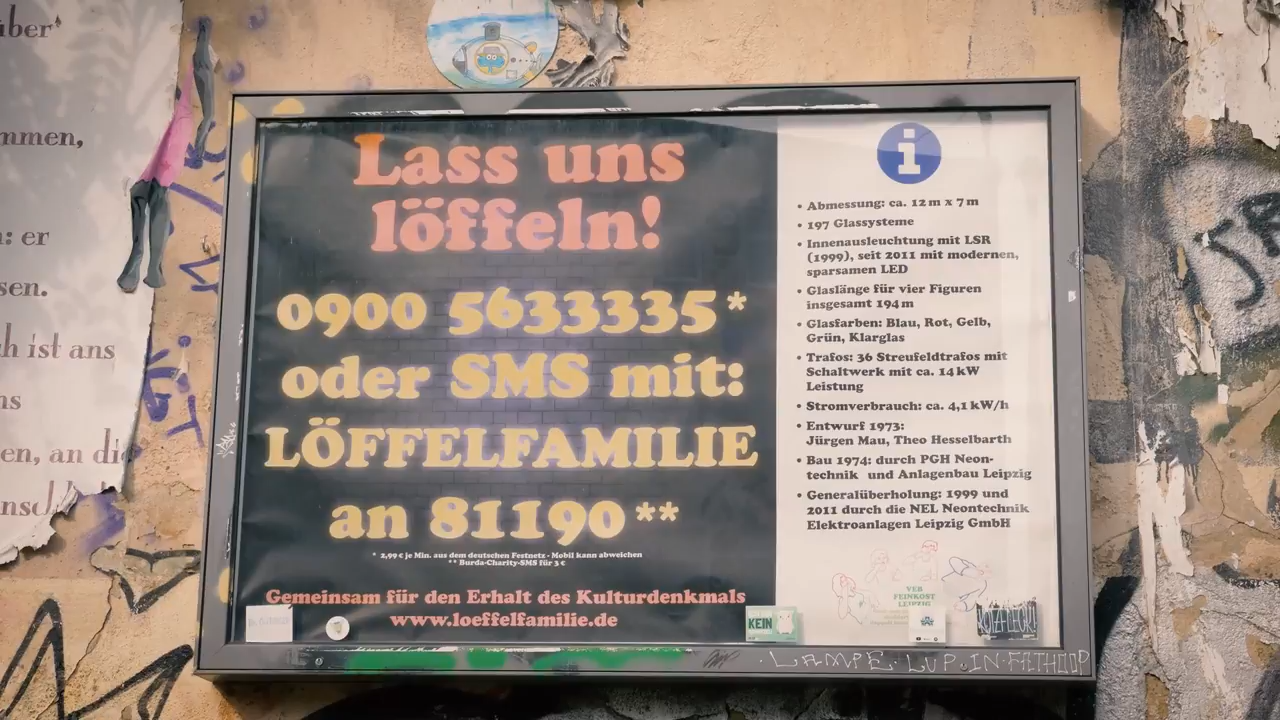 über
mmen,
: er
sen.
h ist ans
ns
en, an die
Lass uns
löffeln!
0900 5633335*
oder SMS mit:
LÖFFELFAMILIE
an 81190**
* 2,99 € je Min. aus dem deutschen Festnetz - Mobil kann abweichen
** Burda-Charity-SMS für 3 €
Gemeinsam für den Erhalt des Kulturdenkmals
www.loeffelfamilie.de
i
• Abmessung: ca. 12 m x 7 m
• 197 Glassysteme
• Innenausleuchtung mit LSR
(1999), seit 2011 mit modernen,
sparsamen LED
• Glaslänge für vier Figuren
insgesamt 194 m
• Glasfarben: Blau, Rot, Gelb,
Grün, Klarglas
• Trafos: 36 Streufeldtrafos mit
Schaltwerk mit ca. 14 kW
Leistung
• Stromverbrauch: ca. 4,1 kW/h
• Entwurf 1973:
Jürgen Mau, Theo Hesselbarth
• Bau 1974: durch PGH Neon-
technik und Anlagenbau Leipzig
• Generalüberholung: 1999 und
2011 durch die NEL Neontechnik
Elektroanlagen Leipzig GmbH
VEB
FEINKOST
LEIPZIG
KEIN
LAMPE LUP IN